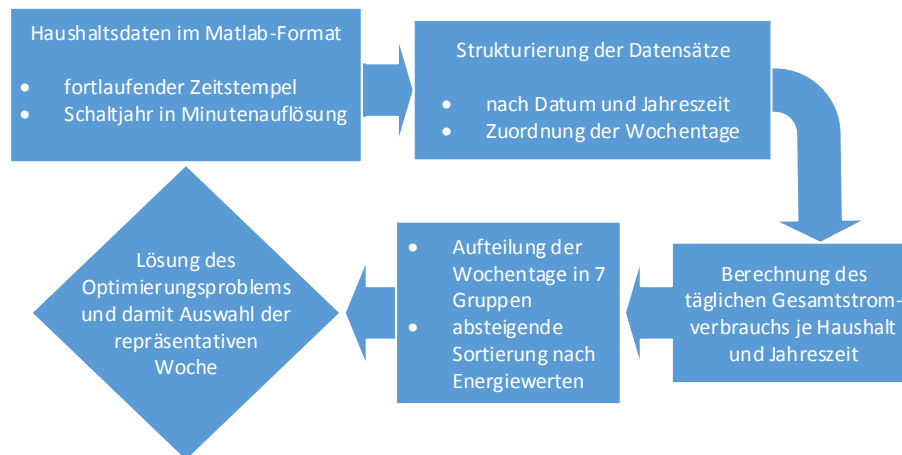 Haushaltsdaten im Matlab-Format
• fortlaufender Zeitstempel
• Schaltjahr in Minutenauflösung
Strukturierung der Datensätze
• nach Datum und Jahreszeit
• Zuordnung der Wochentage
Berechnung des
täglichen Gesamtstrom-
verbrauchs je Haushalt
und Jahreszeit
• Aufteilung der
Wochentage in 7
Gruppen
• absteigende
Sortierung nach
Energiewerten
Lösung des
Optimierungsproblems
und damit Auswahl der
repräsentativen
Woche